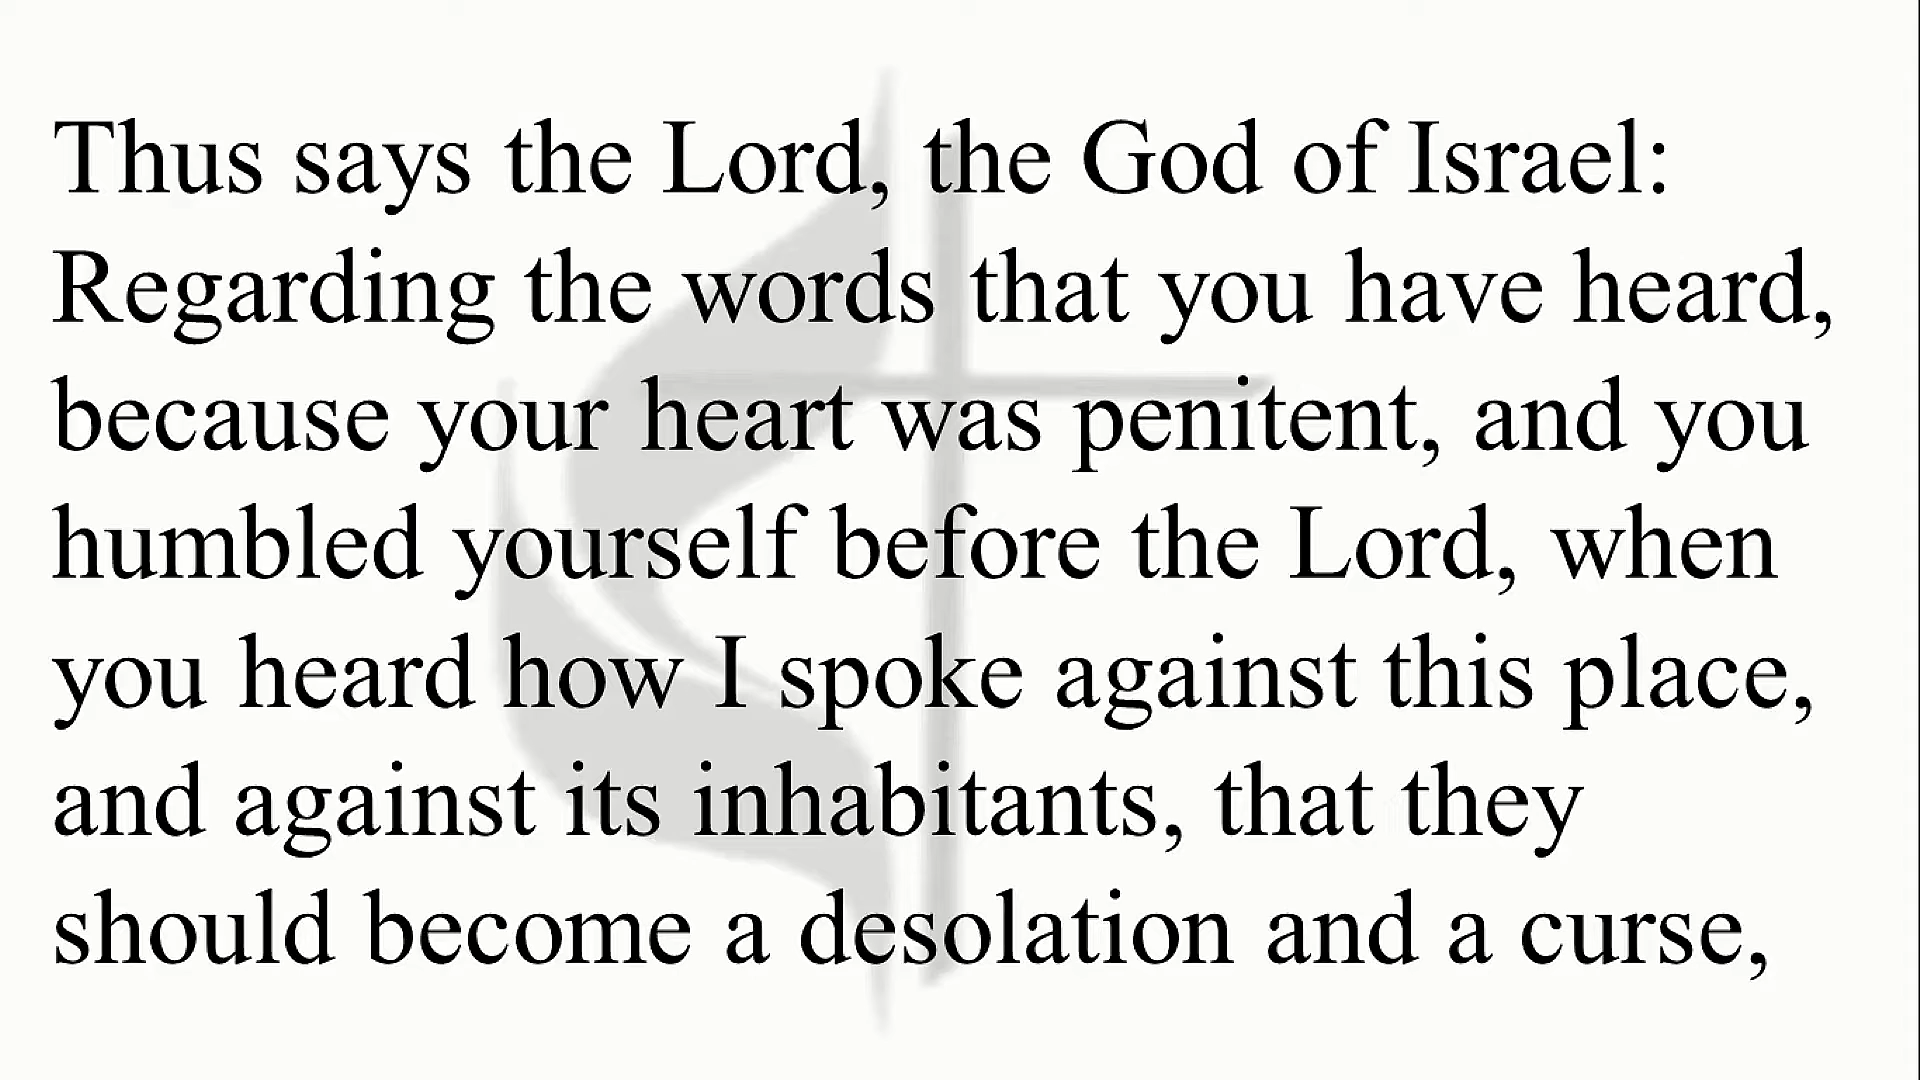 Thus says the Lord, the God of Israel:
Regarding the words that you have heard,
because your heart was penitent, and you
humbled yourself before the Lord, when
you heard how I spoke against this place,
and against its inhabitants, that they
should become a desolation and a curse,